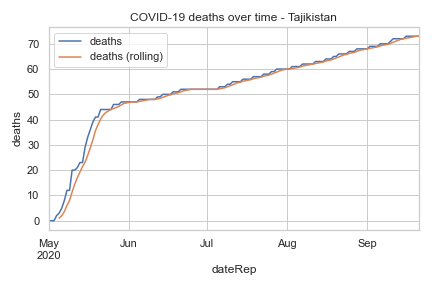 COVID-19 deaths over time - Tajikistan
deaths
deaths (rolling)
70
60
50
40
30
20
10
0
deaths
May
2020
Jun
Jul
Aug
Sep
dateRep